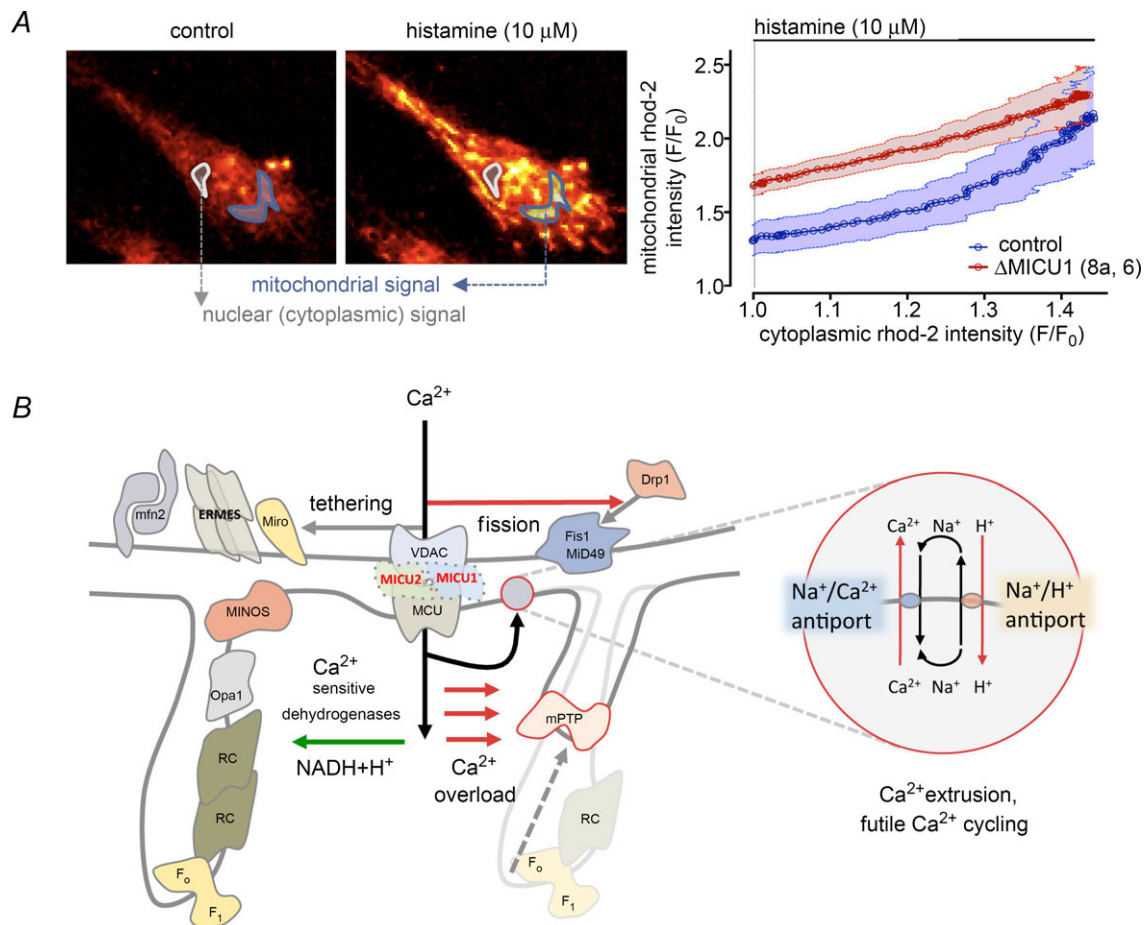 A
control
histamine (10 μM)
mitochondrial signal
nuclear (cytoplasmic) signal
histamine (10 μM)
mitochondrial rhod-2
intensity (F/F₀)
2.5
2.0
1.5
1.0
control
ΔMICU1 (8a, 6)
1.0
1.1
1.2
1.3
1.4
cytoplasmic rhod-2 intensity (F/F₀)
B
Ca²⁺
mfn2
ERMES
Miro
tethering
fission
Drp1
Fis1
MiD49
VDAC
MICU2
MICU1
MCU
MINOS
Opa1
RC
RC
F₀
F₁
Ca²⁺
sensitive
dehydrogenases
NADH+H⁺
Ca²⁺
overload
mPTP
RC
F₀
F₁
Ca²⁺
Na⁺
H⁺
Na⁺/Ca²⁺
antiport
Na⁺/H⁺
antiport
Ca²⁺
Na⁺
H⁺
Ca²⁺extrusion,
futile Ca²⁺ cycling